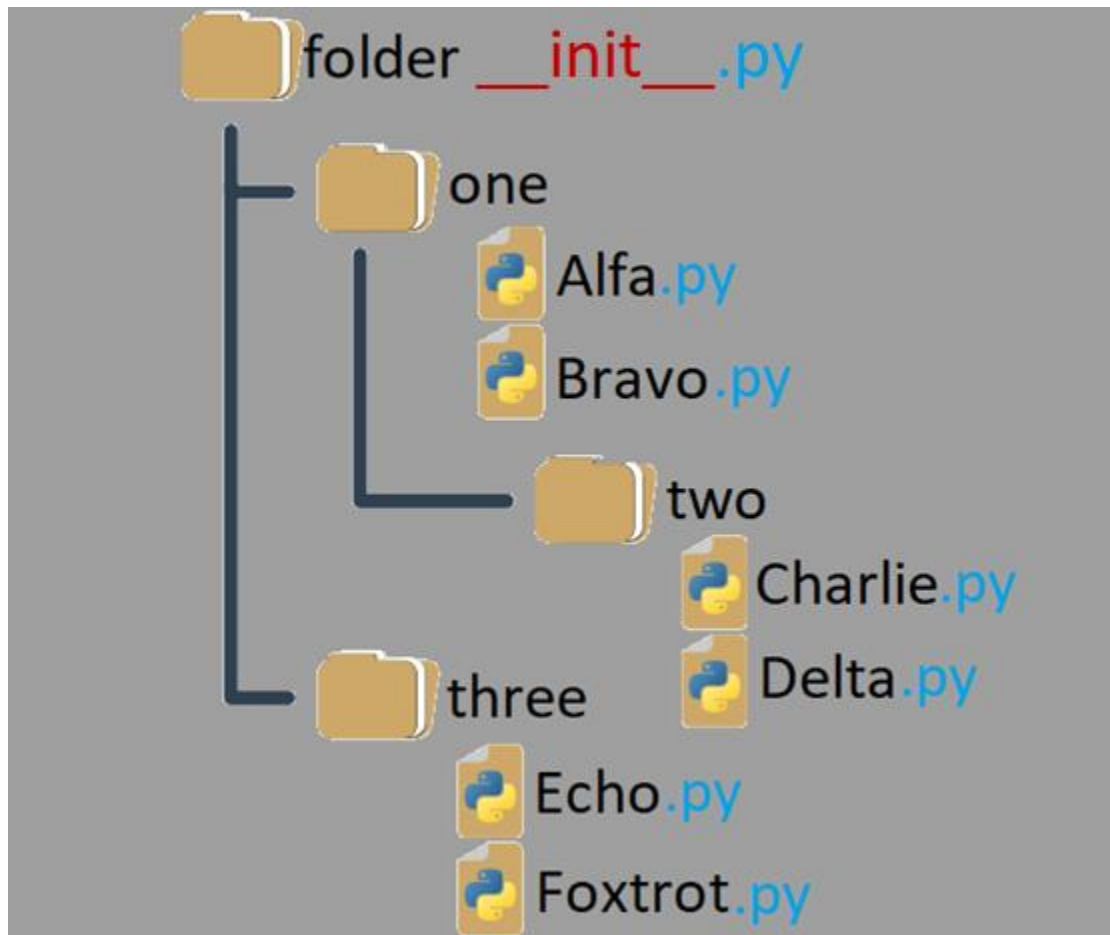 folder __init__.py
one
Alfa.py
Bravo.py
two
Charlie.py
Delta.py
three
Echo.py
Foxtrot.py